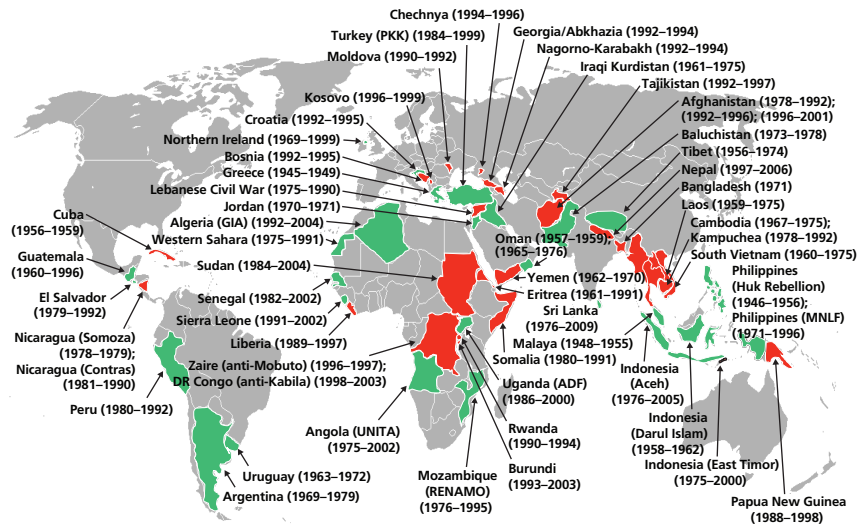 Chechnya (1994–1996)
Turkey (PKK) (1984–1999)
Georgia/Abkhazia (1992–1994)
Moldova (1990–1992)
Nagorno-Karabakh (1992–1994)
Iraqi Kurdistan (1961–1975)
Tajikistan (1992–1997)
Kosovo (1996–1999)
Afghanistan (1978–1992);
(1992–1996); (1996–2001)
Croatia (1992–1995)
Baluchistan (1973–1978)
Northern Ireland (1969–1999)
Tibet (1956–1974)
Bosnia (1992–1995)
Nepal (1997–2006)
Greece (1945–1949)
Bangladesh (1971)
Lebanese Civil War (1975–1990)
Laos (1959–1975)
Jordan (1970–1971)
Cambodia (1967–1975);
Kampuchea (1978–1992)
Cuba
(1956–1959)
Algeria (GIA) (1992–2004)
Western Sahara (1975–1991)
Oman (1957–1959);
(1965–1976)
South Vietnam (1960–1975)
Guatemala
(1960–1996)
Sudan (1984–2004)
Yemen (1962–1970)
Philippines
(Huk Rebellion)
(1946–1956);
Philippines (MNLF)
(1971–1996)
El Salvador
(1979–1992)
Senegal (1982–2002)
Eritrea (1961–1991)
Sri Lanka
(1976–2009)
Sierra Leone (1991–2002)
Nicaragua (Somoza)
(1978–1979);
Nicaragua (Contras)
(1981–1990)
Liberia (1989–1997)
Malaya (1948–1955)
Somalia (1980–1991)
Zaire (anti-Mobuto) (1996–1997);
DR Congo (anti-Kabila) (1998–2003)
Indonesia
(Aceh)
(1976–2005)
Uganda (ADF)
(1986–2000)
Peru (1980–1992)
Indonesia
(Darul Islam)
(1958–1962)
Angola (UNITA)
(1975–2002)
Rwanda
(1990–1994)
Indonesia (East Timor)
(1975–2000)
Uruguay (1963–1972)
Mozambique
(RENAMO)
(1976–1995)
Burundi
(1993–2003)
Argentina (1969–1979)
Papua New Guinea
(1988–1998)